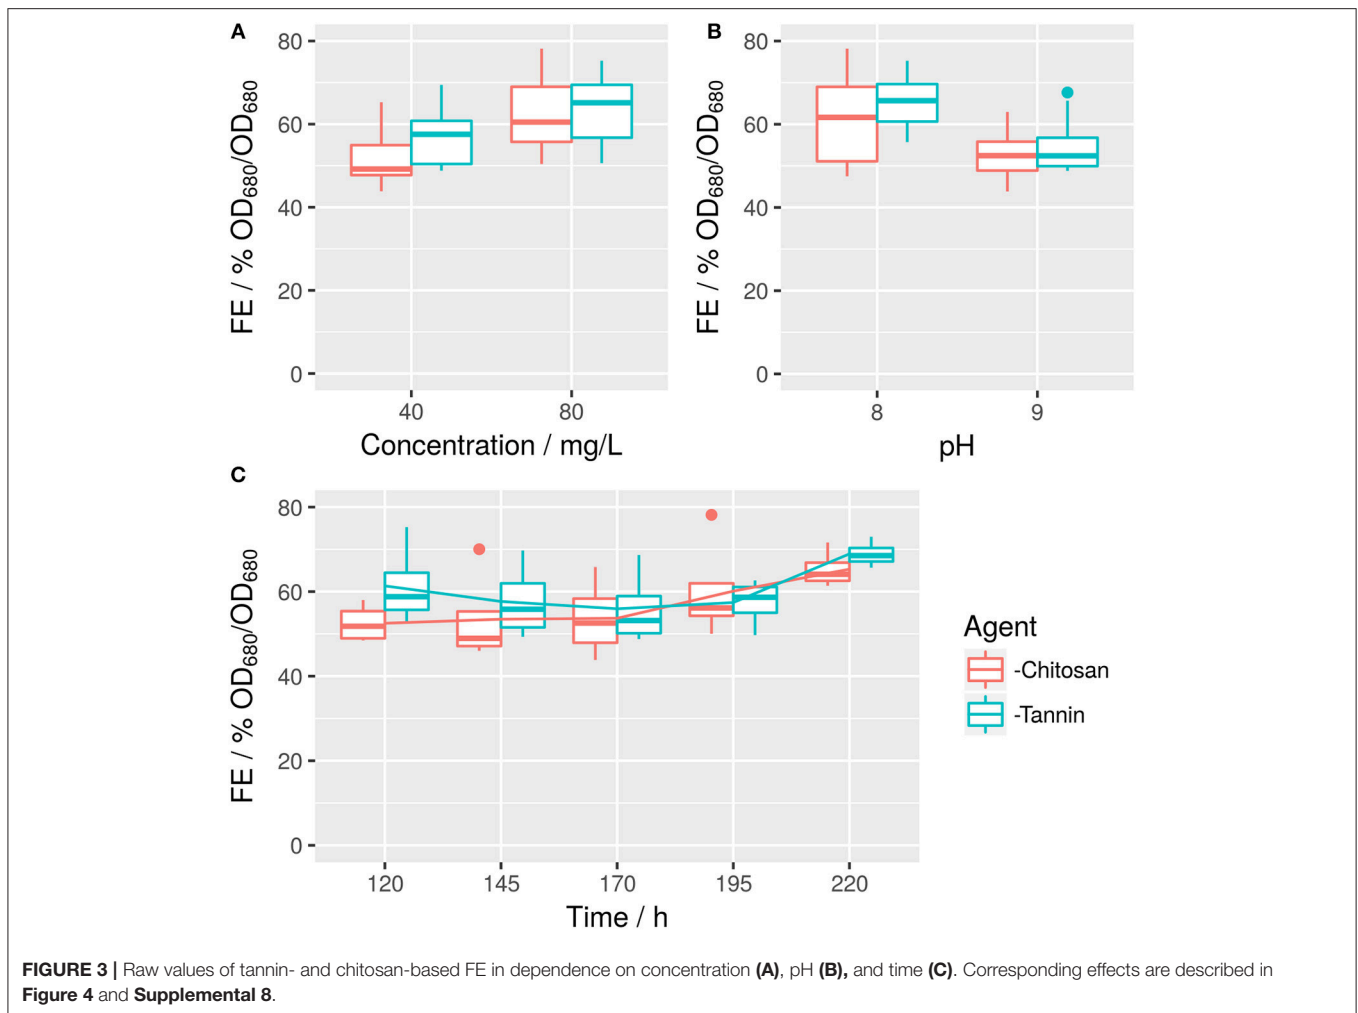 A
80
60
40
20
0
FE / % OD680/OD680
40 80
Concentration / mg/L
B
80
60
40
20
0
FE / % OD680/OD680
8 9
pH
C
80
60
40
20
0
FE / % OD680/OD680
120 145 170 195 220
Time / h
Agent
-Chitosan
-Tannin
FIGURE 3 | Raw values of tannin- and chitosan-based FE in dependence on concentration (A), pH (B), and time (C). Corresponding effects are described in
Figure 4 and Supplemental 8.